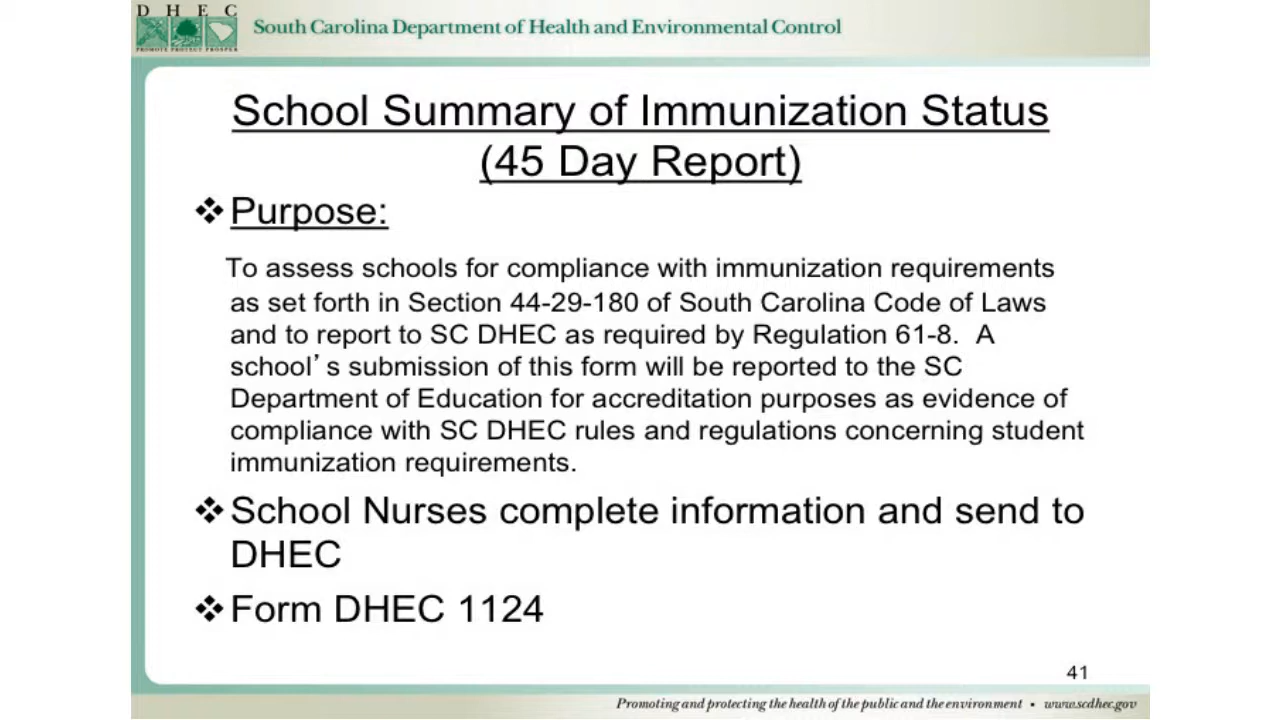 D H E C
PROMOTE PROTECT PROSPER
South Carolina Department of Health and Environmental Control
School Summary of Immunization Status
(45 Day Report)
❖ Purpose:
To assess schools for compliance with immunization requirements
as set forth in Section 44-29-180 of South Carolina Code of Laws
and to report to SC DHEC as required by Regulation 61-8. A
school’s submission of this form will be reported to the SC
Department of Education for accreditation purposes as evidence of
compliance with SC DHEC rules and regulations concerning student
immunization requirements.
❖ School Nurses complete information and send to
DHEC
❖ Form DHEC 1124
41
Promoting and protecting the health of the public and the environment • www.scdhec.gov